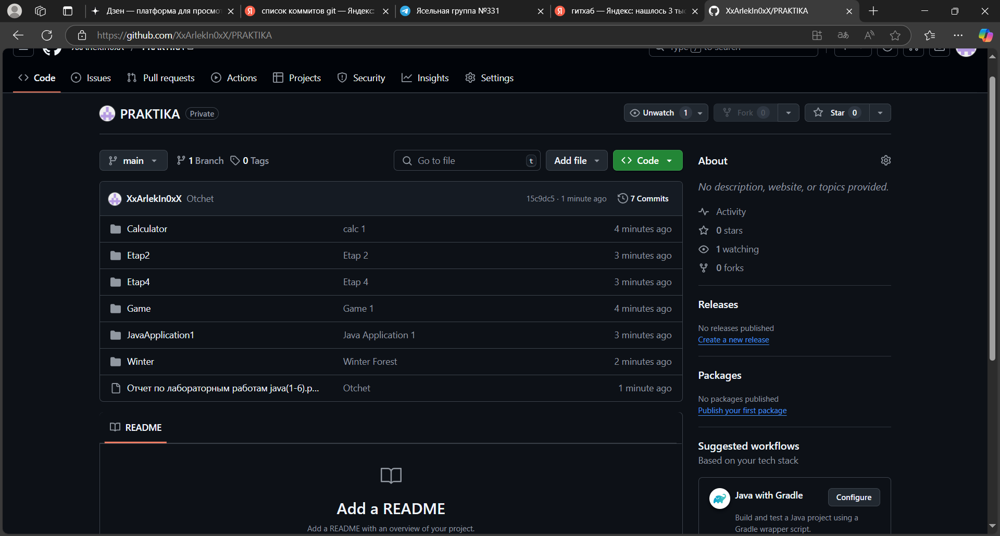 Дзен — платформа для просмот
список коммитов git — Яндекс
Ясельная группа №331
гитхаб — Яндекс: нашлось 3 тыс
XxArlekIn0xX/PRAKTIKA
https://github.com/XxArlekIn0xX/PRAKTIKA
Type / to search
Code
Issues
Pull requests
Actions
Projects
Security
Insights
Settings
PRAKTIKA Private
Unwatch 1
Fork 0
Star 0
main
1 Branch
0 Tags
Go to file t
Add file
Code
XxArlekIn0xX Otchet
15c9dc5 · 1 minute ago
7 Commits
Calculator calc 1 4 minutes ago
Etap2 Etap 2 3 minutes ago
Etap4 Etap 4 3 minutes ago
Game Game 1 4 minutes ago
JavaApplication1 Java Application 1 3 minutes ago
Winter Winter Forest 2 minutes ago
Отчет по лабораторным работам java(1-6).p... Otchet 1 minute ago
README
Add a README
Add a README with an overview of your project.
About
No description, website, or topics provided.
Activity
0 stars
1 watching
0 forks
Releases
No releases published
Create a new release
Packages
No packages published
Publish your first package
Suggested workflows
Based on your tech stack
Java with Gradle
Configure
Build and test a Java project using a
Gradle wrapper script.